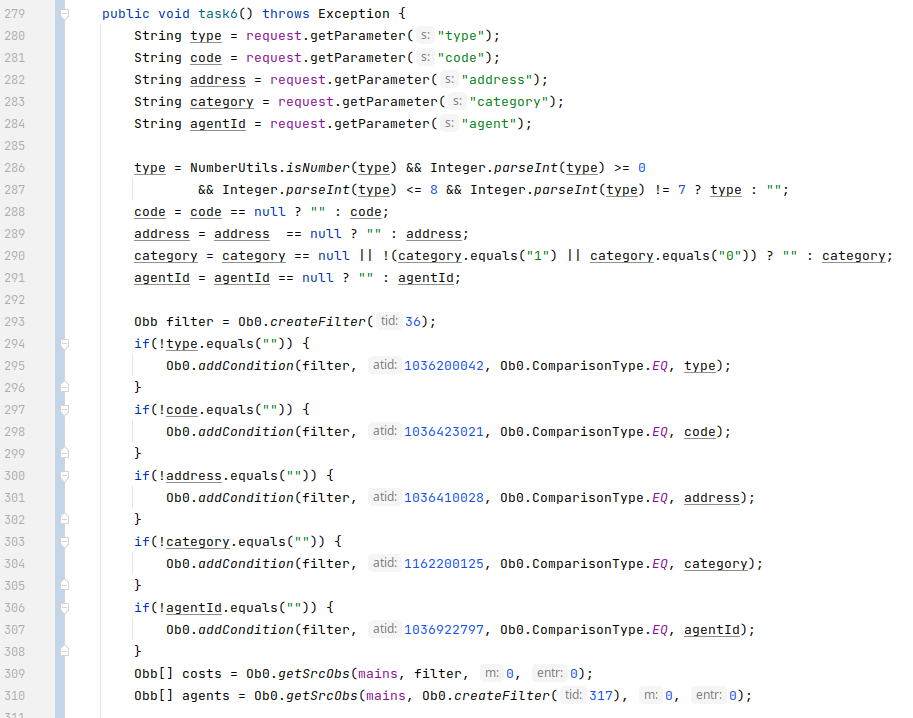 279 public void task6() throws Exception {
280 String type = request.getParameter( s: "type");
281 String code = request.getParameter( s: "code");
282 String address = request.getParameter( s: "address");
283 String category = request.getParameter( s: "category");
284 String agentId = request.getParameter( s: "agent");
285
286 type = NumberUtils.isNumber(type) && Integer.parseInt(type) >= 0
287 && Integer.parseInt(type) <= 8 && Integer.parseInt(type) != 7 ? type : "";
288 code = code == null ? "" : code;
289 address = address  == null ? "" : address;
290 category = category == null || !(category.equals("1") || category.equals("0")) ? "" : category;
291 agentId = agentId == null ? "" : agentId;
292
293 Obb filter = Ob0.createFilter( tid: 36);
294 if(!type.equals("")) {
295 Ob0.addCondition(filter, atid: 1036200042, Ob0.ComparisonType.EQ, type);
296 }
297 if(!code.equals("")) {
298 Ob0.addCondition(filter, atid: 1036423021, Ob0.ComparisonType.EQ, code);
299 }
300 if(!address.equals("")) {
301 Ob0.addCondition(filter, atid: 1036410028, Ob0.ComparisonType.EQ, address);
302 }
303 if(!category.equals("")) {
304 Ob0.addCondition(filter, atid: 1162200125, Ob0.ComparisonType.EQ, category);
305 }
306 if(!agentId.equals("")) {
307 Ob0.addCondition(filter, atid: 1036922797, Ob0.ComparisonType.EQ, agentId);
308 }
309 Obb[] costs = Ob0.getSrcObs(mains, filter, m: 0, entr: 0);
310 Obb[] agents = Ob0.getSrcObs(mains, Ob0.createFilter( tid: 317), m: 0, entr: 0);
311